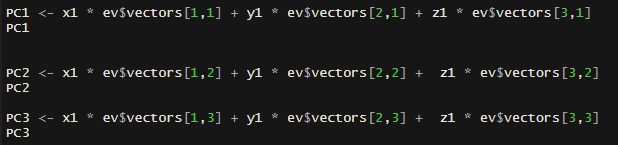 PC1 <- x1 * ev$vectors[1,1] + y1 * ev$vectors[2,1] + z1 * ev$vectors[3,1]
PC1
PC2 <- x1 * ev$vectors[1,2] + y1 * ev$vectors[2,2] +  z1 * ev$vectors[3,2]
PC2
PC3 <- x1 * ev$vectors[1,3] + y1 * ev$vectors[2,3] +  z1 * ev$vectors[3,3]
PC3